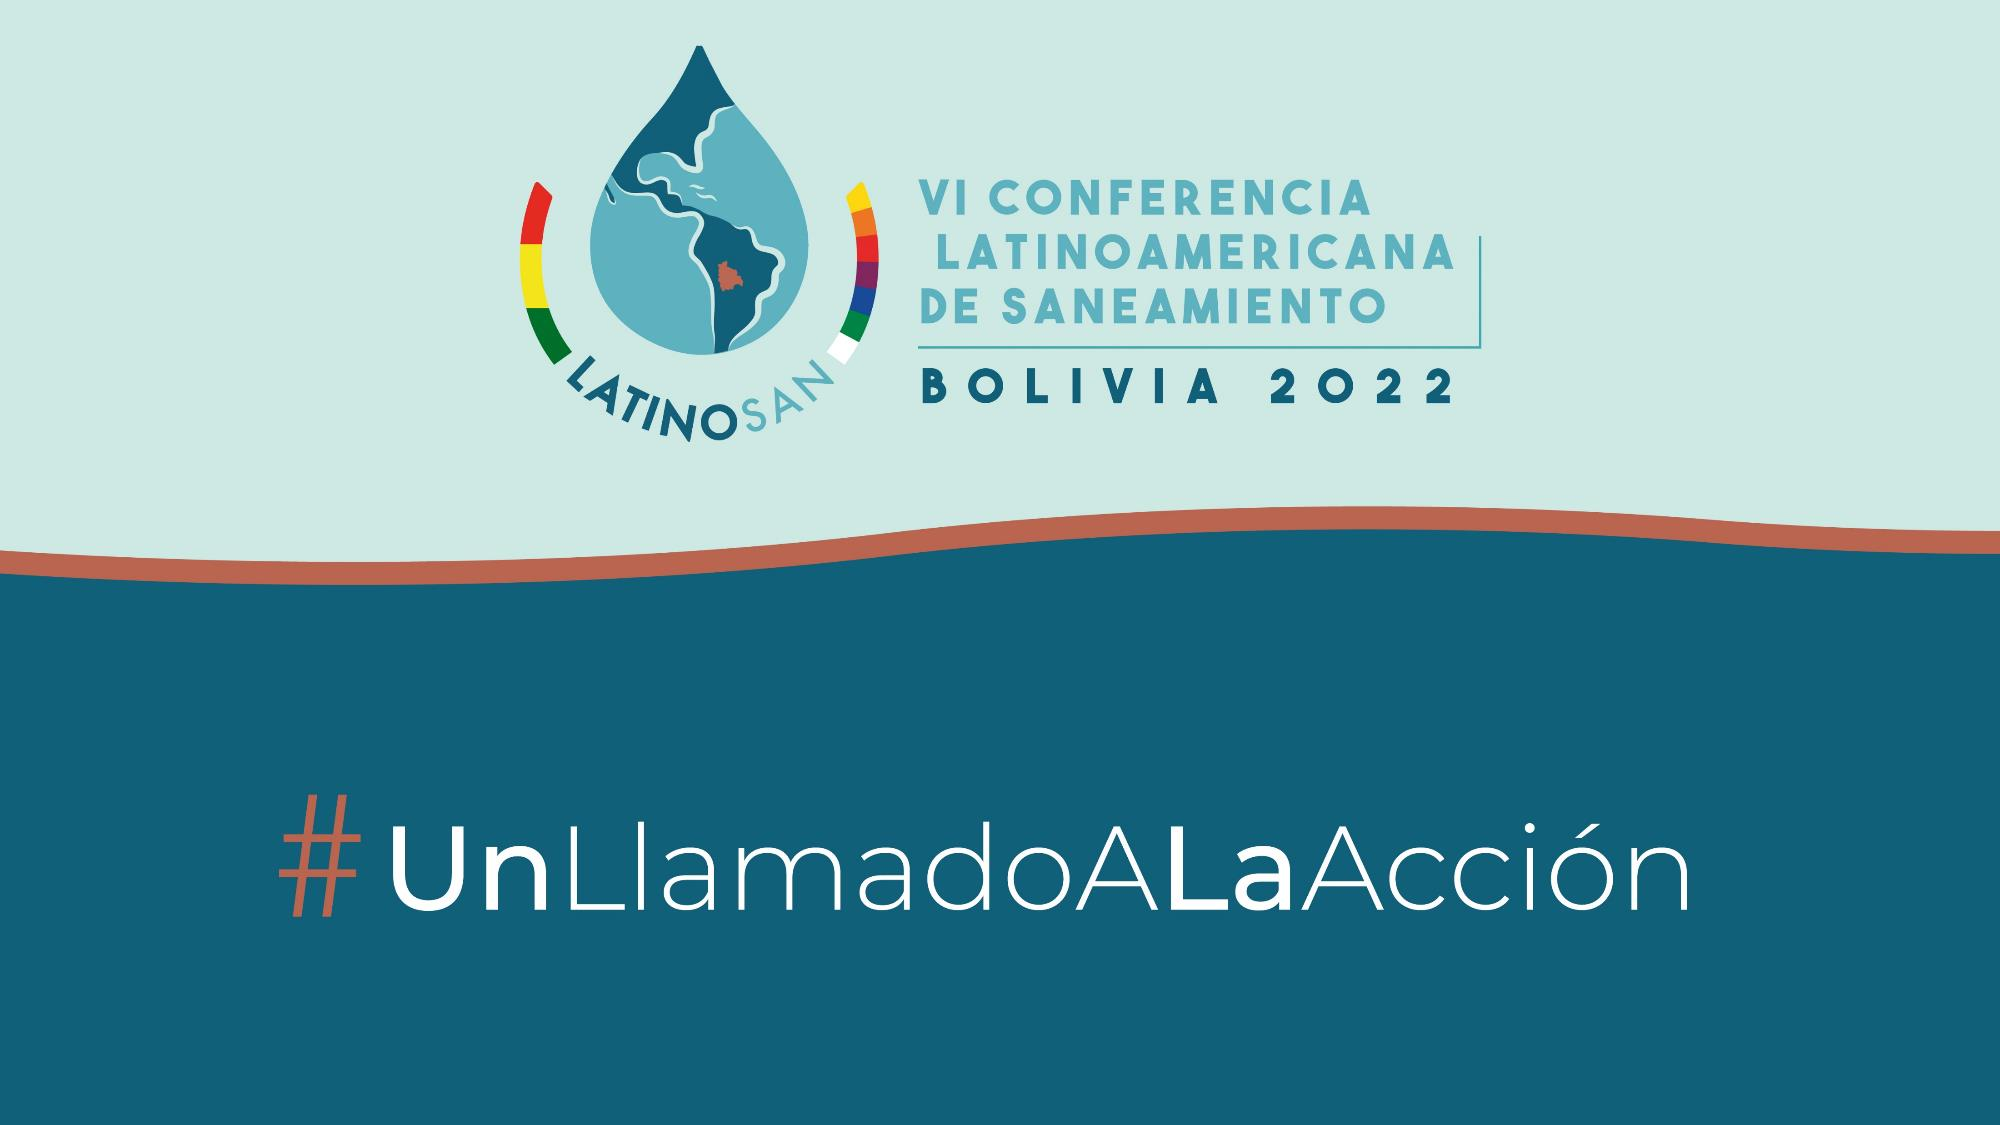 LATINOSAN
VI CONFERENCIA
LATINOAMERICANA
DE SANEAMIENTO
BOLIVIA 2022
# UnLlamadoALaAcción